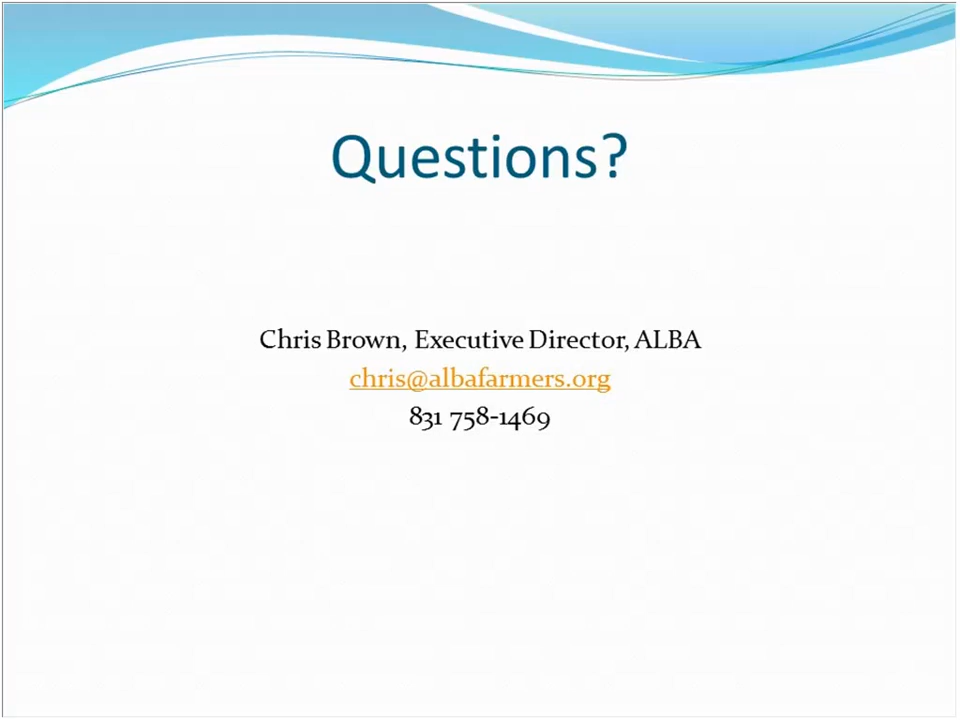 Questions?
Chris Brown, Executive Director, ALBA
chris@albafarmers.org
831 758-1469